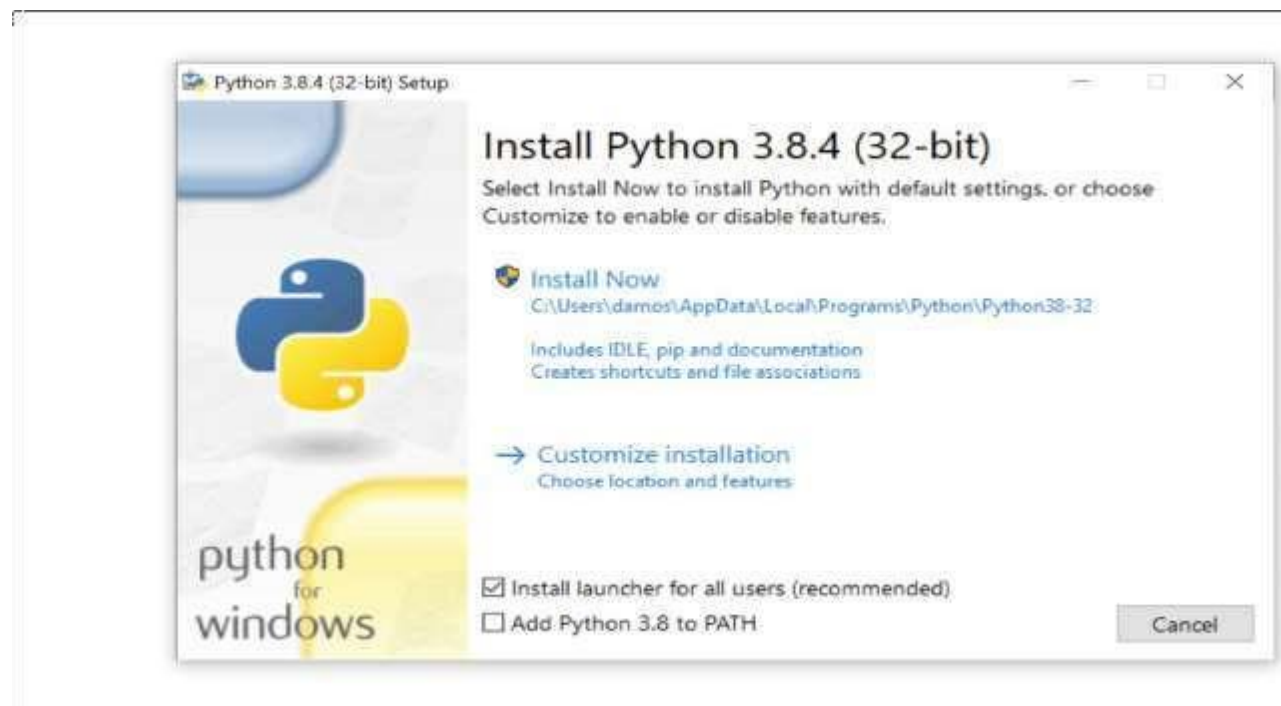 Python 3.8.4 (32-bit) Setup
Install Python 3.8.4 (32-bit)
Select Install Now to install Python with default settings, or choose
Customize to enable or disable features.
Install Now
C:\Users\damos\AppData\Local\Programs\Python\Python38-32
Includes IDLE, pip and documentation
Creates shortcuts and file associations
→ Customize installation
Choose location and features
python
for
windows
Install launcher for all users (recommended)
Add Python 3.8 to PATH
Cancel